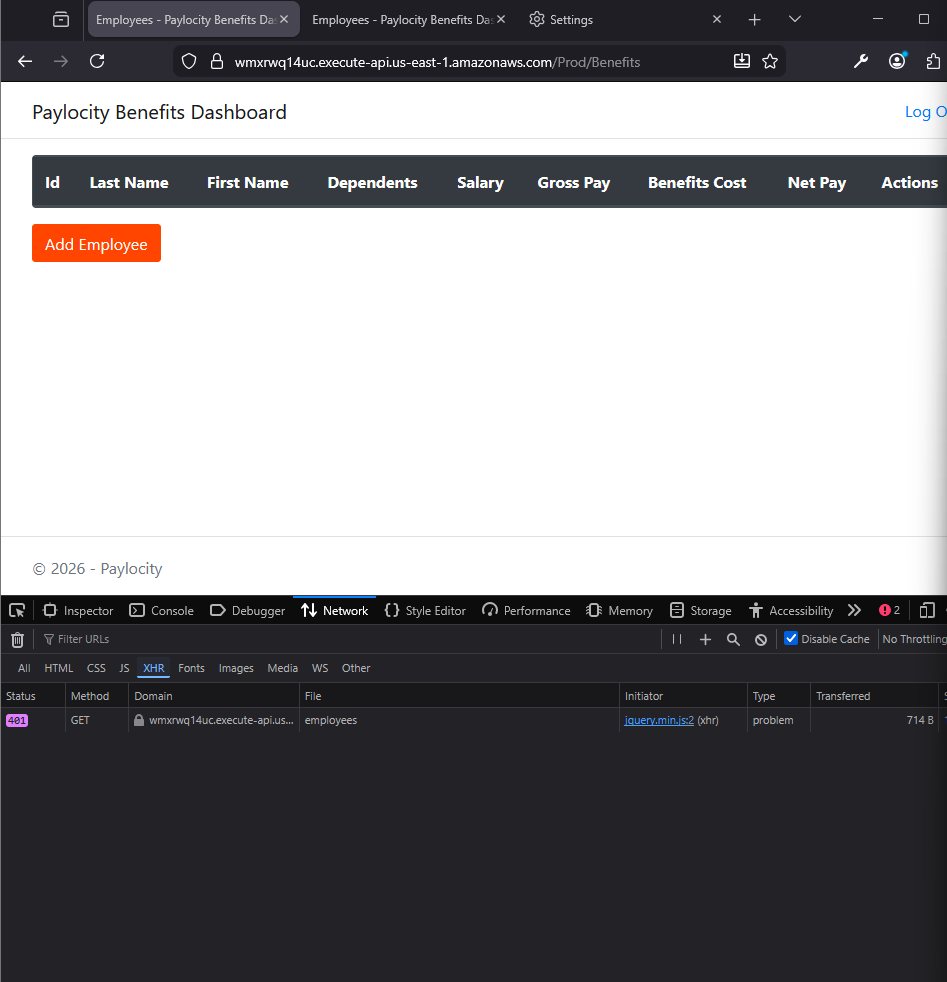 Employees - Paylocity Benefits Da
Employees - Paylocity Benefits Da
Settings
wmxrwq14uc.execute-api.us-east-1.amazonaws.com/Prod/Benefits
Paylocity Benefits Dashboard
Log O
Id Last Name First Name Dependents Salary Gross Pay Benefits Cost Net Pay Actions
Add Employee
© 2026 - Paylocity
Inspector Console Debugger Network Style Editor Performance Memory Storage Accessibility 2
Filter URLs Disable Cache No Throttling
All HTML CSS JS XHR Fonts Images Media WS Other
Status Method Domain File Initiator Type Transferred
401 GET wmxrwq14uc.execute-api.us... employees jquery.min.js:2 (xhr) problem 714 B